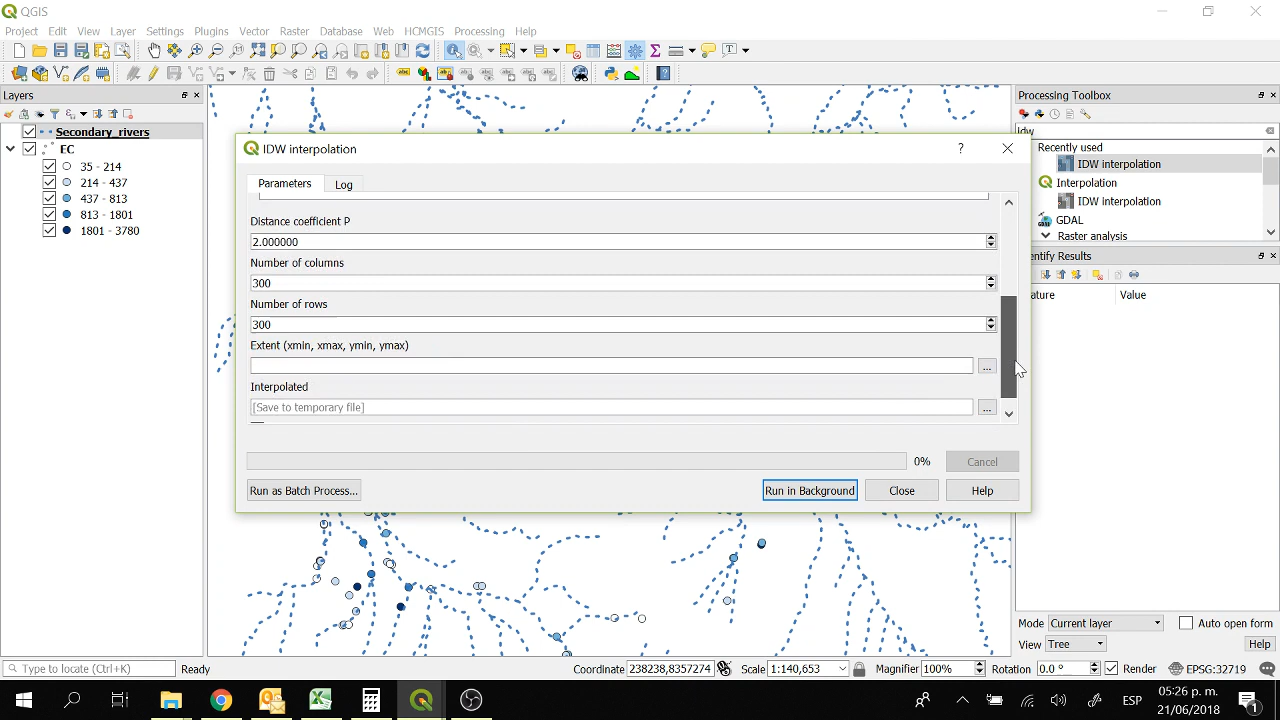 QGIS
Project Edit View Layer Settings Plugins Vector Raster Database Web HCMGIS Processing Help
Layers
Secondary_rivers
EC
35 - 214
214 - 437
437 - 813
813 - 1801
1801 - 3780
IDW interpolation
?
Parameters Log
Distance coefficient P
2.000000
Number of columns
300
Number of rows
300
Extent (xmin, xmax, ymin, ymax)
...
Interpolated
[Save to temporary file] ...
0% Cancel
Run as Batch Process... Run in Background Close Help
Processing Toolbox
idw
Recently used
IDW interpolation
Interpolation
IDW interpolation
GDAL
Raster analysis
entify Results
ature Value
Mode Current layer Auto open form
View Tree Help
Type to locate (Ctrl+K) Ready Coordinate 238238,8357274 Scale 1:140,653 Magnifier 100% Rotation 0.0 ° Render EPSG:32719
ESP 05:26 p. m.
21/06/2018
1